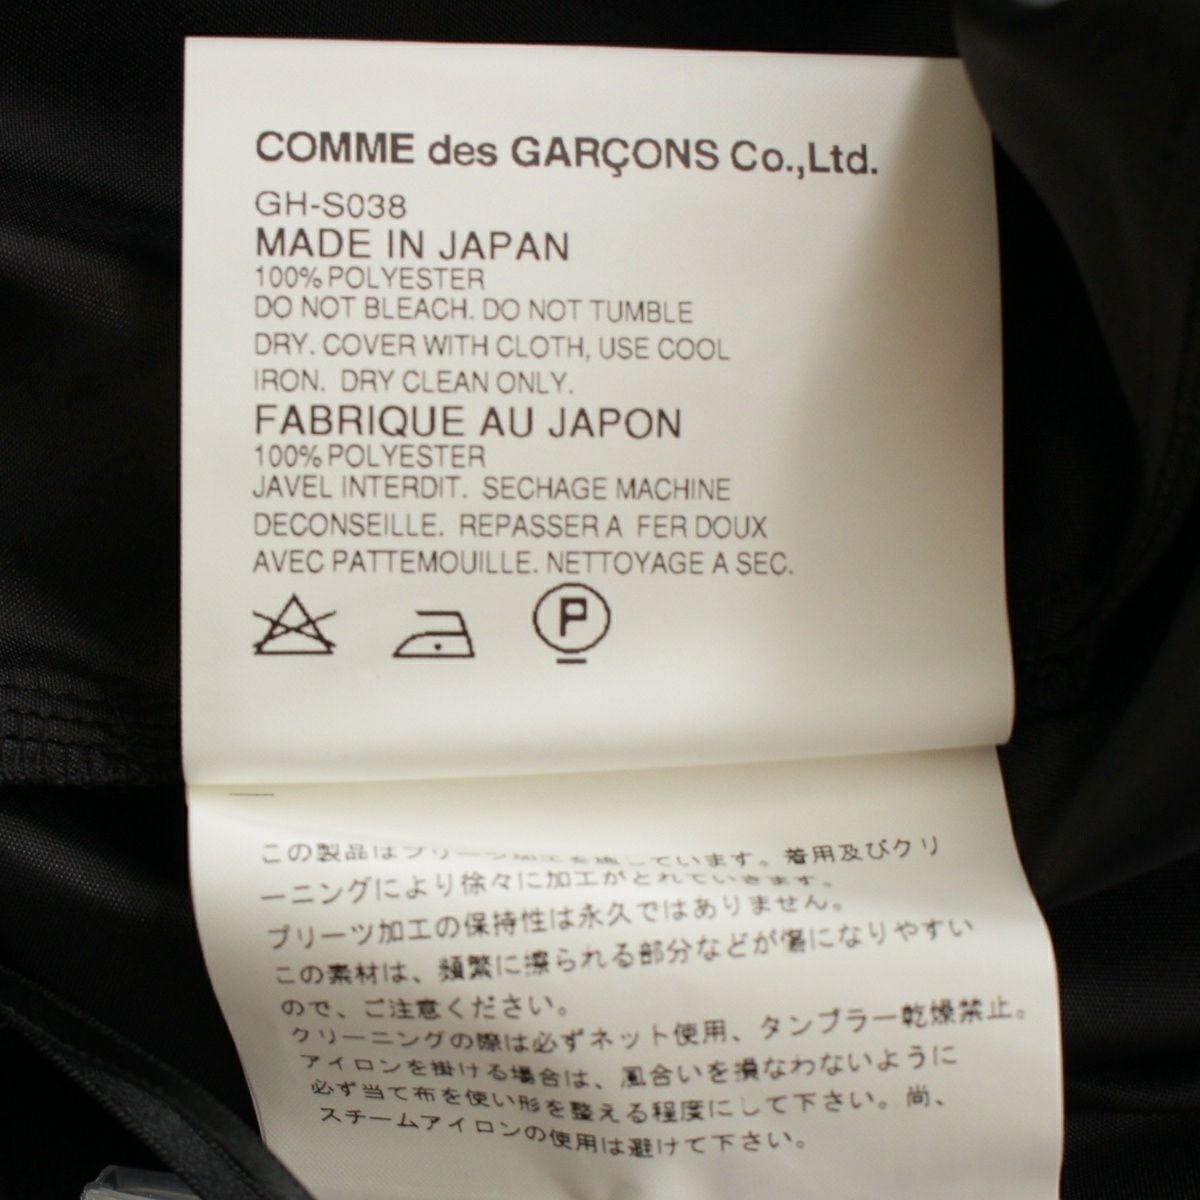 COMME des GARÇONS Co.,Ltd.
GH-S038
MADE IN JAPAN
100% POLYESTER
DO NOT BLEACH. DO NOT TUMBLE
DRY. COVER WITH CLOTH, USE COOL
IRON. DRY CLEAN ONLY.
FABRIQUE AU JAPON
100% POLYESTER
JAVEL INTERDIT. SECHAGE MACHINE
DECONSEILLE. REPASSER A FER DOUX
AVEC PATTEMOUILLE. NETTOYAGE A SEC.
P
この製品はプリーツ加工を施しています。着用及びクリ
ーニングにより徐々に加工がとれていきます。
プリーツ加工の保持性は永久ではありません。
この素材は、頻繁に擦られる部分などが傷になりやすい
ので、ご注意ください。
クリーニングの際は必ずネット使用、タンブラー乾燥禁止。
アイロンを掛ける場合は、風合いを損なわないように
必ず当て布を使い形を整える程度にして下さい。尚、
スチームアイロンの使用は避けて下さい。